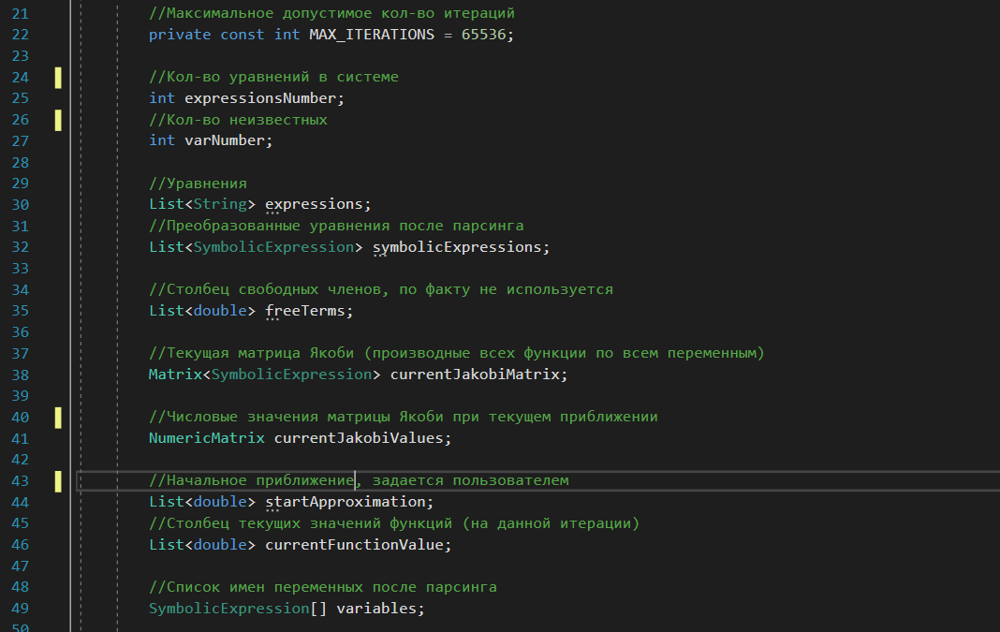 21 //Максимальное допустимое кол-во итераций
22 private const int MAX_ITERATIONS = 65536;
23
24 //Кол-во уравнений в системе
25 int expressionsNumber;
26 //Кол-во неизвестных
27 int varNumber;
28
29 //Уравнения
30 List<String> expressions;
31 //Преобразованные уравнения после парсинга
32 List<SymbolicExpression> symbolicExpressions;
33
34 //Столбец свободных членов, по факту не используется
35 List<double> freeTerms;
36
37 //Текущая матрица Якоби (производные всех функции по всем переменным)
38 Matrix<SymbolicExpression> currentJakobiMatrix;
39
40 //Числовые значения матрицы Якоби при текущем приближении
41 NumericMatrix currentJakobiValues;
42
43 //Начальное приближение, задается пользователем
44 List<double> startApproximation;
45 //Столбец текущих значений функций (на данной итерации)
46 List<double> currentFunctionValue;
47
48 //Список имен переменных после парсинга
49 SymbolicExpression[] variables;
50